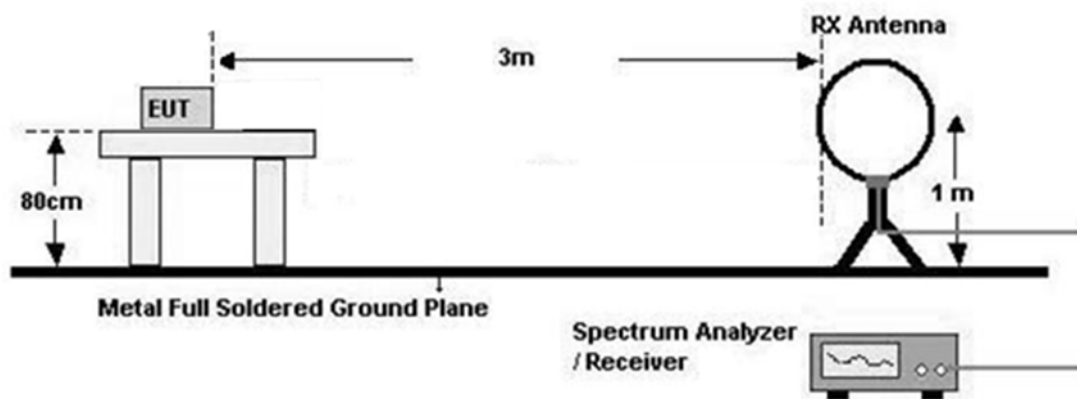 RX Antenna
3m
EUT
80cm
1 m
Metal Full Soldered Ground Plane
Spectrum Analyzer
/ Receiver